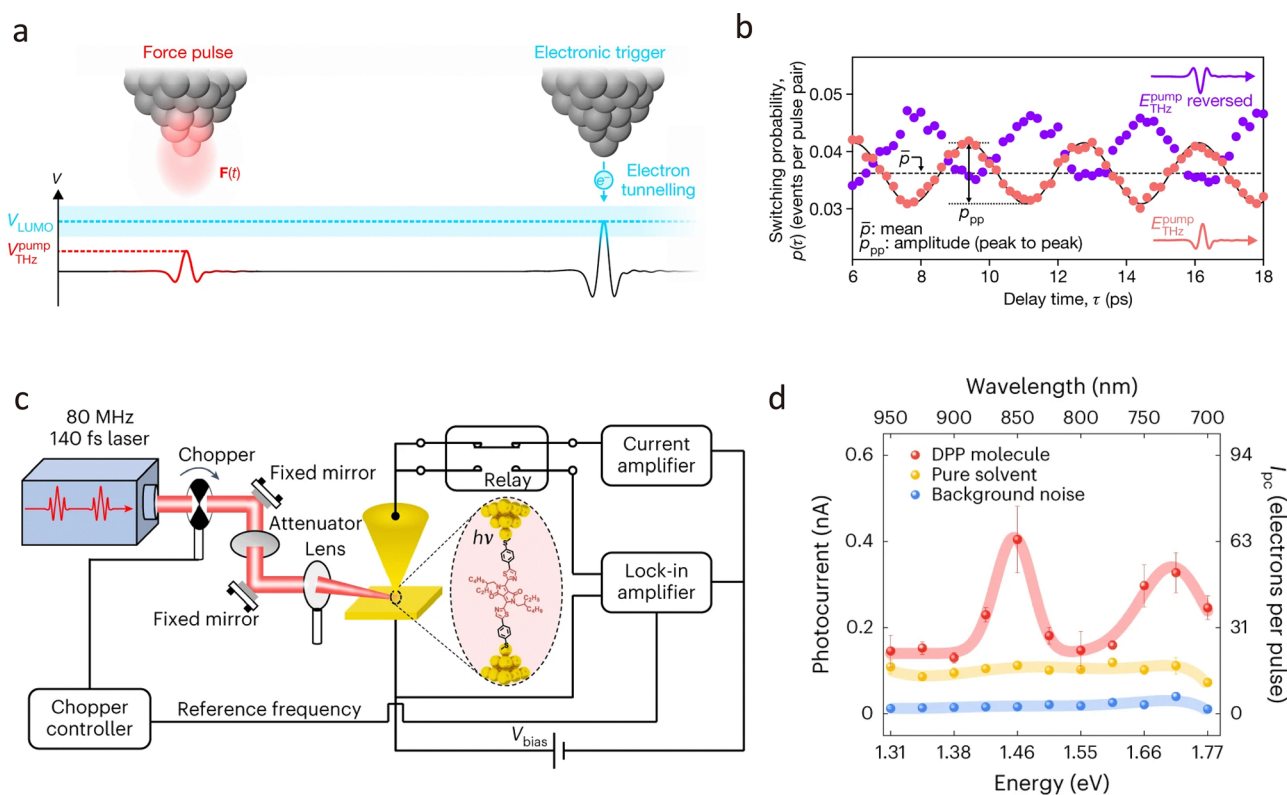 a
Force pulse
Electronic trigger
F(t)
Electron
tunnelling
e⁻
V
V_LUMO
V_THz^pump
b
Switching probability,
p(τ) (events per pulse pair)
0.05
0.04
0.03
E_THz^pump reversed
p̄
p_pp
E_THz^pump
p̄: mean
p_pp: amplitude (peak to peak)
6
8
10
12
14
16
18
Delay time, τ (ps)
c
80 MHz
140 fs laser
Chopper
Fixed mirror
Attenuator
Lens
Fixed mirror
Relay
Current
amplifier
hν
S
S
N
C₄H₉
C₂H₅
O
N
N
O
C₂H₅
C₄H₉
N
S
S
Lock-in
amplifier
Chopper
controller
Reference frequency
V_bias
d
Wavelength (nm)
950 900 850 800 750 700
DPP molecule
Pure solvent
Background noise
Photocurrent (nA)
0.6
0.4
0.2
0
94
63
31
0
I_pc (electrons per pulse)
1.31 1.38 1.46 1.55 1.66 1.77
Energy (eV)